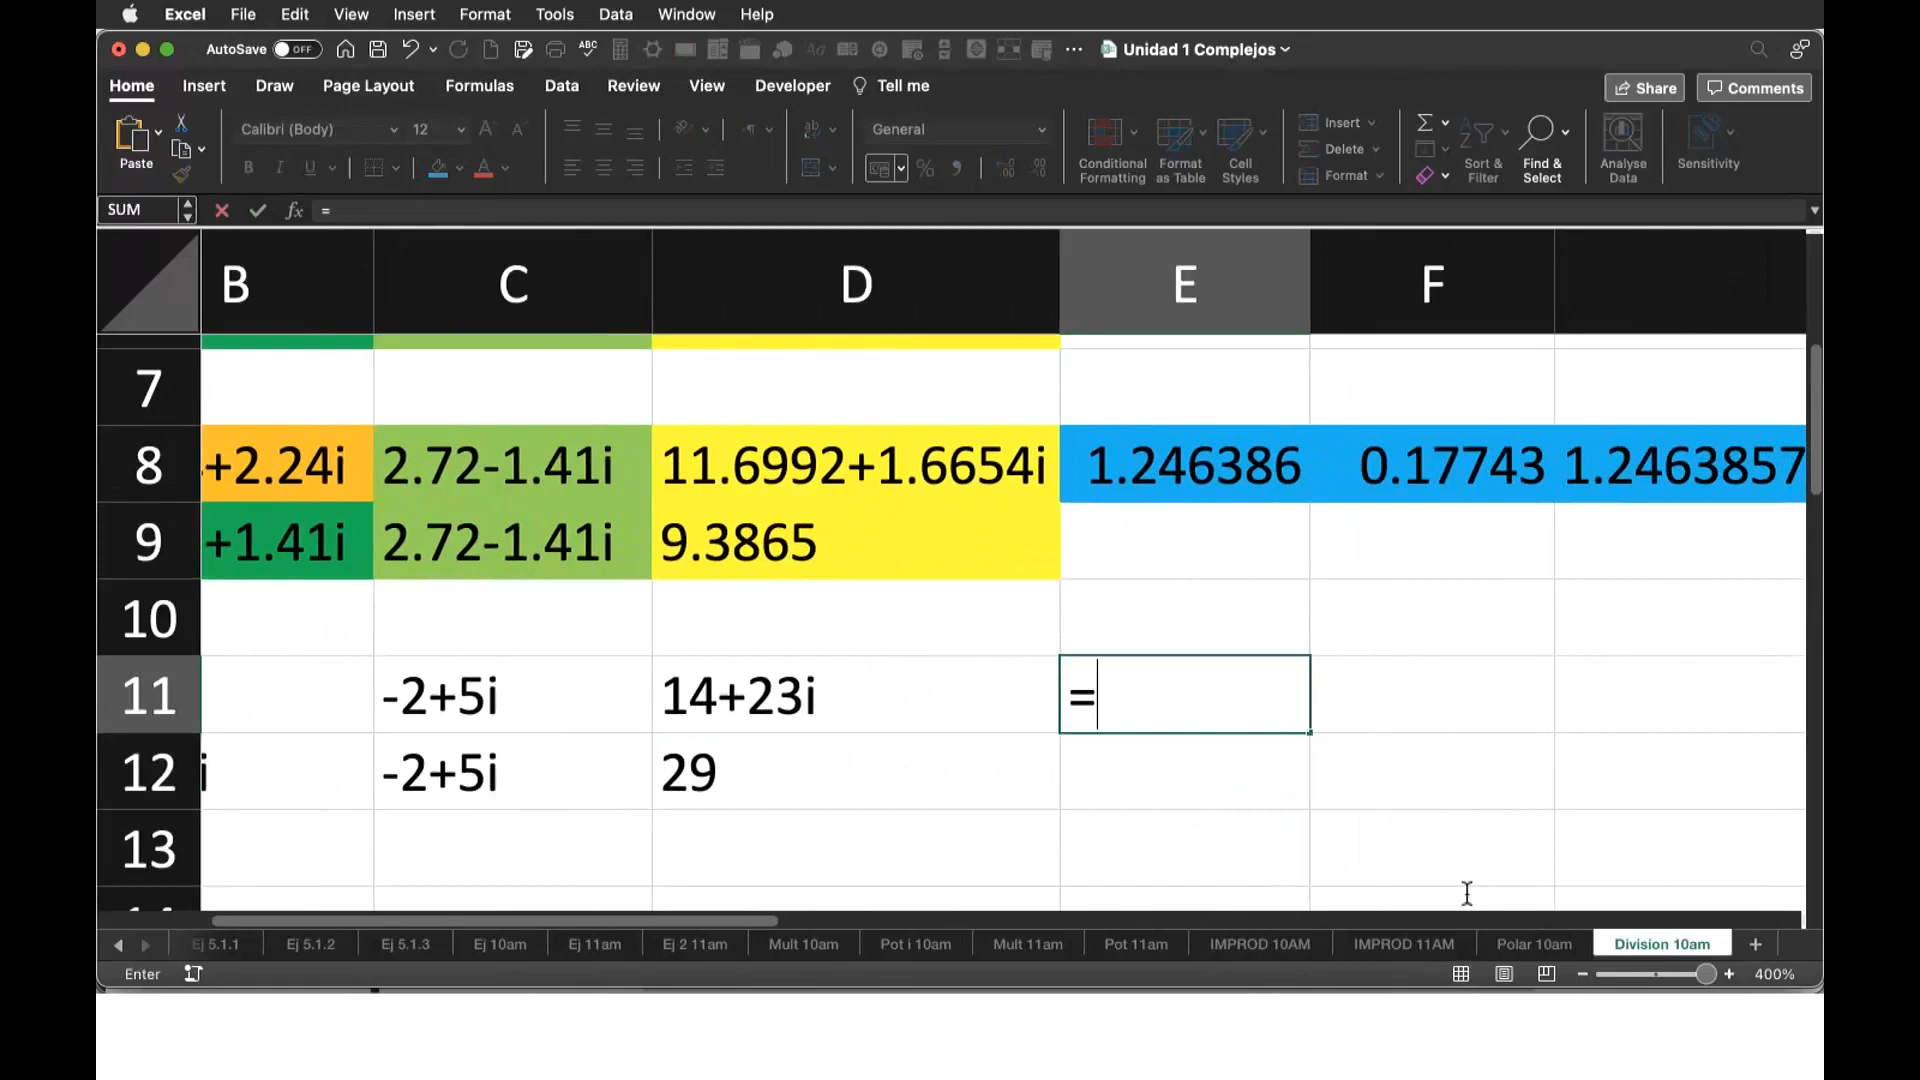 Excel File Edit View Insert Format Tools Data Window Help
AutoSave OFF ABC Aa Unidad 1 Complejos
Home Insert Draw Page Layout Formulas Data Review View Developer Tell me Share Comments
Paste Calibri (Body) 12 A A B I U A ab General % Conditional Formatting Format as Table Cell Styles Insert Delete Format Sort & Filter Find & Select Analyse Data Sensitivity
SUM fx =
B C D E F
7
8 +2.24i 2.72-1.41i 11.6992+1.6654i 1.246386 0.17743 1.2463857
9 +1.41i 2.72-1.41i 9.3865
10
11 -2+5i 14+23i =
12 i -2+5i 29
13
Ej 5.1.1 Ej 5.1.2 Ej 5.1.3 Ej 10am Ej 11am Ej 2 11am Mult 10am Pot i 10am Mult 11am Pot 11am IMPROD 10AM IMPROD 11AM Polar 10am Division 10am +
Enter 400%